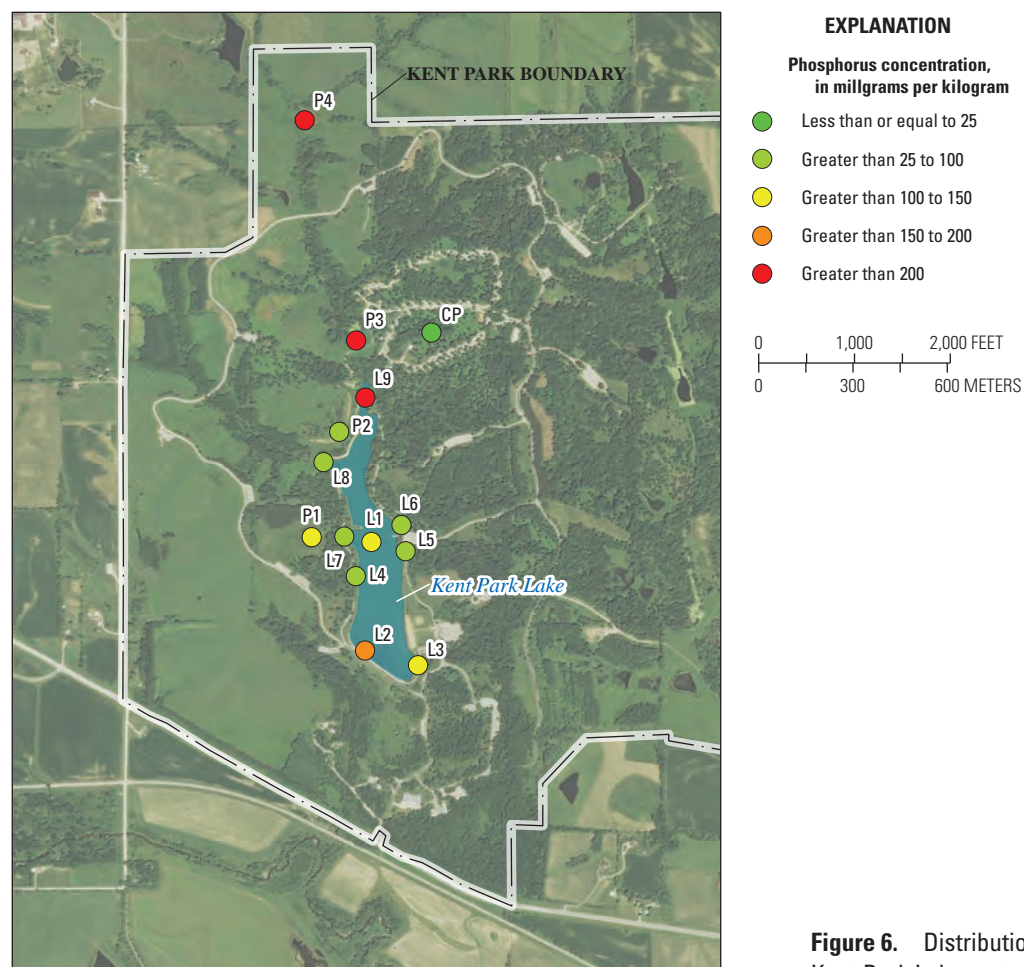 KENT PARK BOUNDARY
P4
P3
CP
L9
P2
L8
L6
P1
L1
L7
L5
L4
Kent Park Lake
L2
L3
EXPLANATION
Phosphorus concentration,
in millgrams per kilogram
Less than or equal to 25
Greater than 25 to 100
Greater than 100 to 150
Greater than 150 to 200
Greater than 200
0 1,000 2,000 FEET
0 300 600 METERS
Figure 6. Distributio